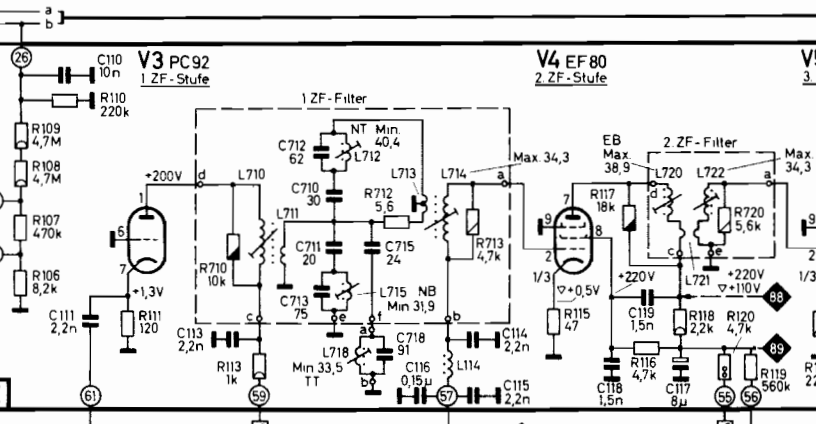 a
b
26
C110
10n
R110
220k
R109
4,7M
R108
4,7M
R107
470k
R106
8,2k
V3 PC92
1 ZF-Stufe
+200V
1
6
7
+1,3V
C111
2,2n
R111
120
61
1 ZF-Filter
d
L710
L711
R710
10k
c
C113
2,2n
R113
1k
59
NT Min.
40,4
C712
62
L712
C710
30
R712
5,6
L713
L714
Max. 34,3
a
C711
20
C715
24
R713
4,7k
C713
75
L715
NB
Min 31,9
e
f
b
a
L718
Min 33,5
TT
C718
91
b
C114
2,2n
L114
C116
0,15µ
57
C115
2,2n
V4 EF80
2. ZF-Stufe
7
9
8
2
1/3
▽+0,5V
R115
47
EB
Max.
38,9
R117
18k
2. ZF-Filter
L720
L722
Max.
34,3
d
a
R720
5,6k
c
e
L721
+220V
C119
1,5n
+220V
▽+110V
88
R118
2,2k
R120
4,7k
89
R116
4,7k
C118
1,5n
C117
8µ
55
56
R119
560k
3.
9
2
1/3
22